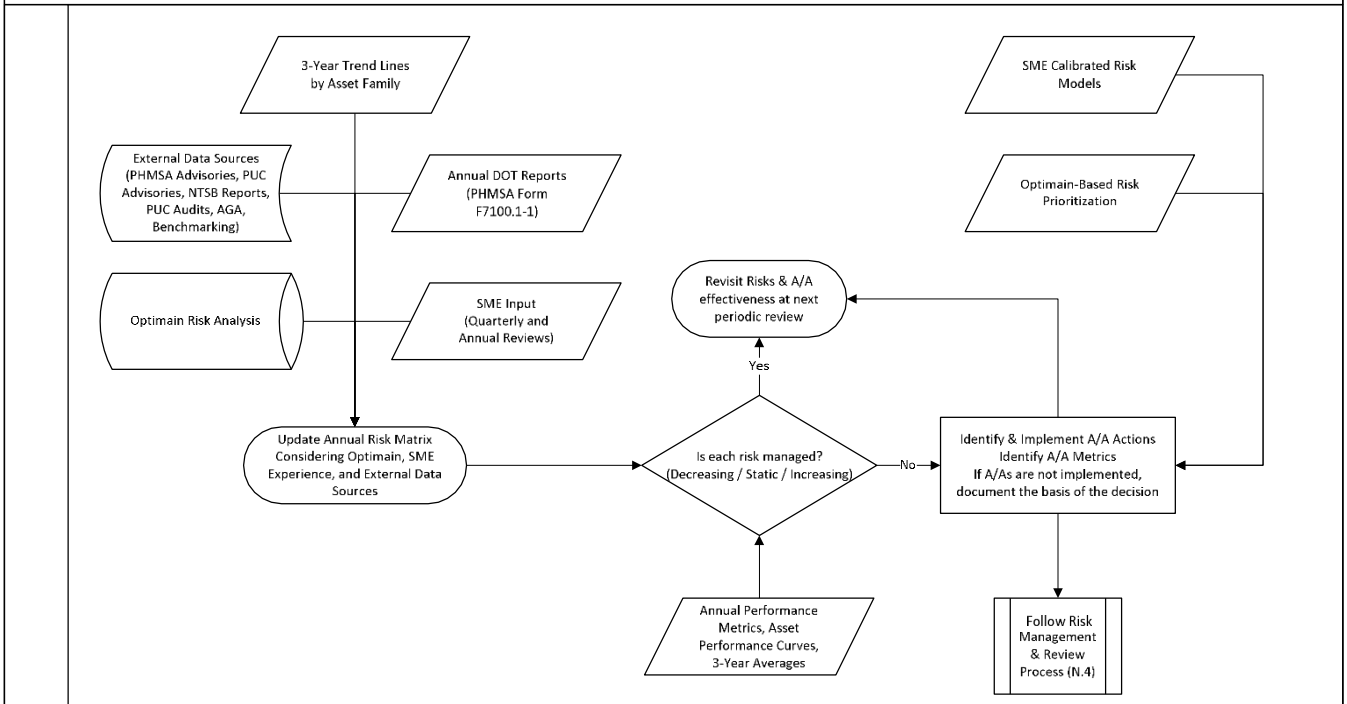 3-Year Trend Lines
by Asset Family
SME Calibrated Risk
Models
External Data Sources
(PHMSA Advisories, PUC
Advisories, NTSB Reports,
PUC Audits, AGA,
Benchmarking)
Annual DOT Reports
(PHMSA Form
F7100.1-1)
Optimain-Based Risk
Prioritization
Optimain Risk Analysis
SME Input
(Quarterly and
Annual Reviews)
Revisit Risks & A/A
effectiveness at next
periodic review
Yes
Update Annual Risk Matrix
Considering Optimain, SME
Experience, and External Data
Sources
Is each risk managed?
(Decreasing / Static / Increasing)
No
Identify & Implement A/A Actions
Identify A/A Metrics
If A/As are not implemented,
document the basis of the decision
Annual Performance
Metrics, Asset
Performance Curves,
3-Year Averages
Follow Risk
Management
& Review
Process (N.4)